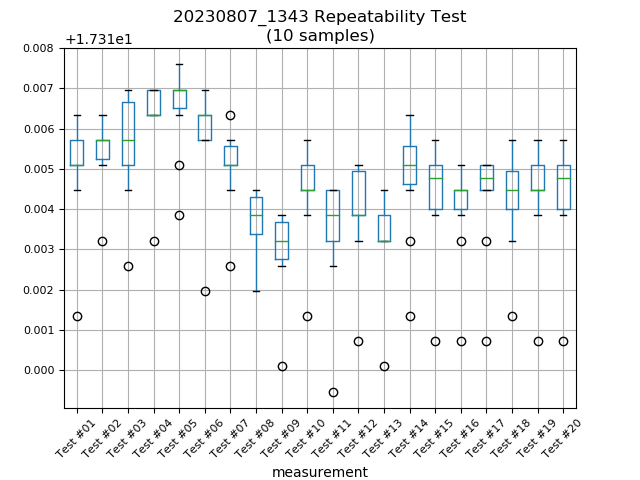 20230807_1343 Repeatability Test
(10 samples)
+1.731e1
0.008
0.007
0.006
0.005
0.004
0.003
0.002
0.001
0.000
Test #01
Test #02
Test #03
Test #04
Test #05
Test #06
Test #07
Test #08
Test #09
Test #10
Test #11
Test #12
Test #13
Test #14
Test #15
Test #16
Test #17
Test #18
Test #19
Test #20
measurement